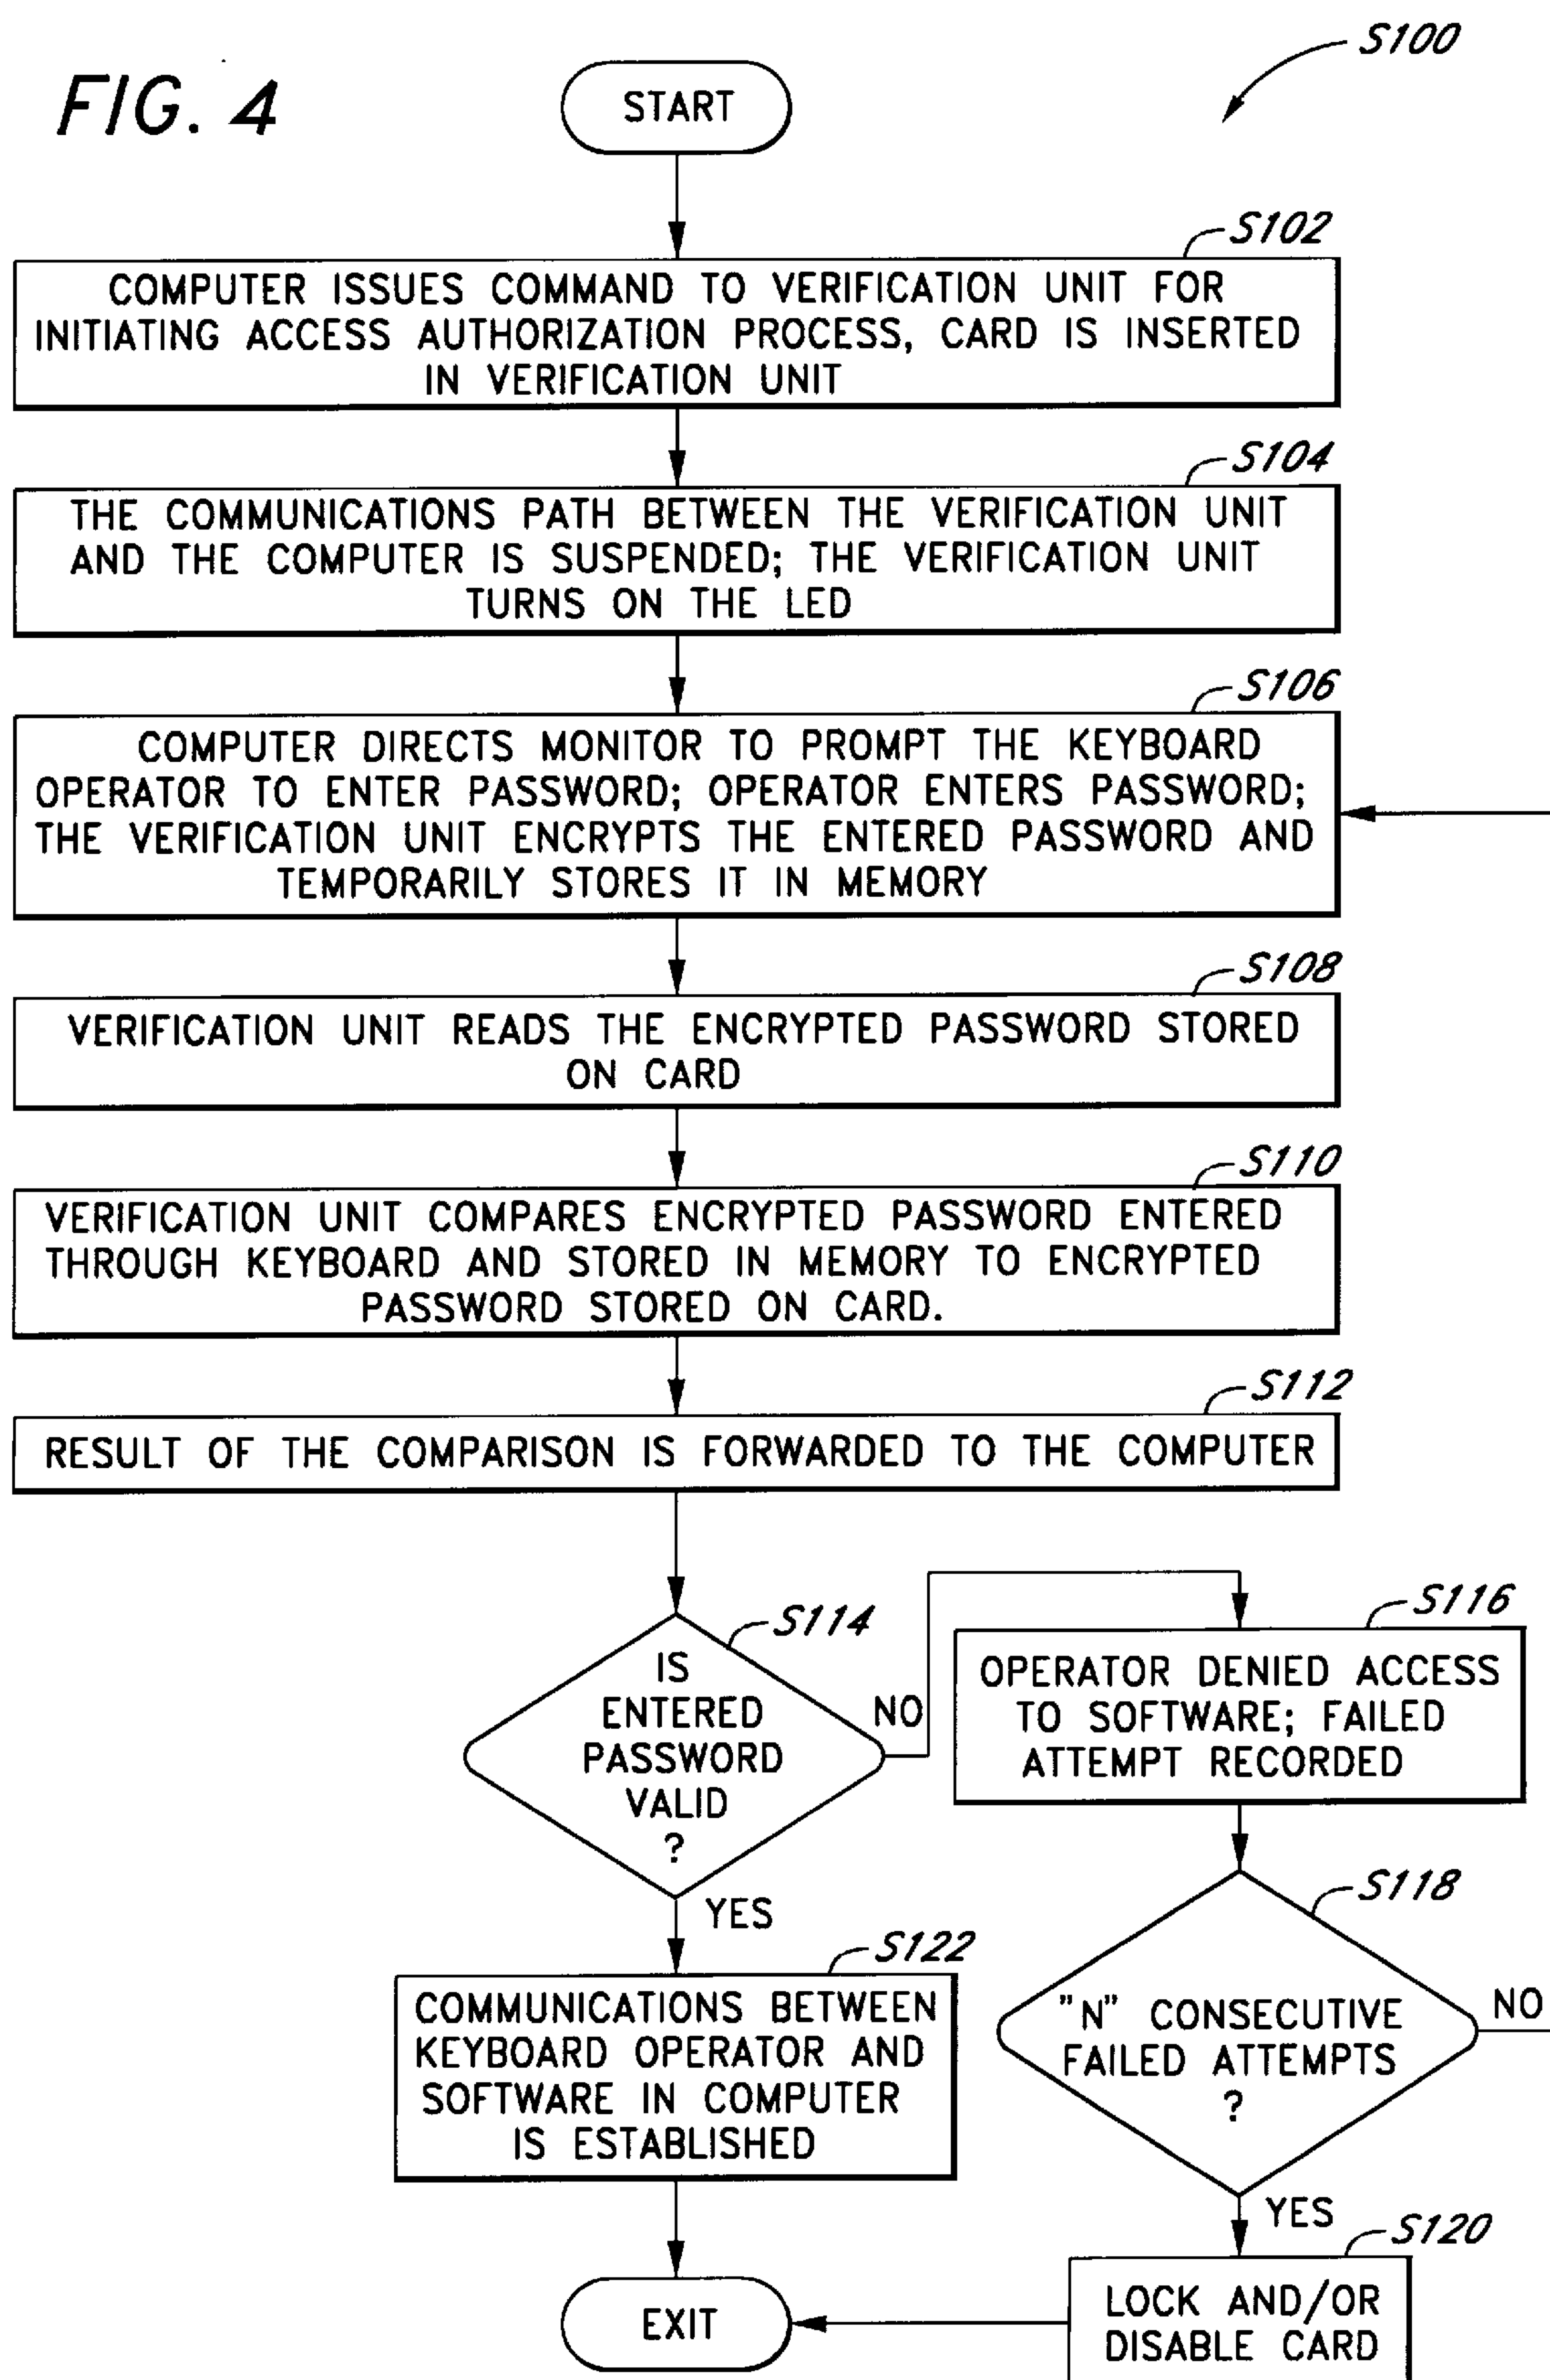 FIG. 4
S100
START
S102
COMPUTER ISSUES COMMAND TO VERIFICATION UNIT FOR
INITIATING ACCESS AUTHORIZATION PROCESS, CARD IS INSERTED
IN VERIFICATION UNIT
S104
THE COMMUNICATIONS PATH BETWEEN THE VERIFICATION UNIT
AND THE COMPUTER IS SUSPENDED; THE VERIFICATION UNIT
TURNS ON THE LED
S106
COMPUTER DIRECTS MONITOR TO PROMPT THE KEYBOARD
OPERATOR TO ENTER PASSWORD; OPERATOR ENTERS PASSWORD;
THE VERIFICATION UNIT ENCRYPTS THE ENTERED PASSWORD AND
TEMPORARILY STORES IT IN MEMORY
S108
VERIFICATION UNIT READS THE ENCRYPTED PASSWORD STORED
ON CARD
S110
VERIFICATION UNIT COMPARES ENCRYPTED PASSWORD ENTERED
THROUGH KEYBOARD AND STORED IN MEMORY TO ENCRYPTED
PASSWORD STORED ON CARD.
S112
RESULT OF THE COMPARISON IS FORWARDED TO THE COMPUTER
S114
IS
ENTERED
PASSWORD
VALID
?
NO
YES
S116
OPERATOR DENIED ACCESS
TO SOFTWARE; FAILED
ATTEMPT RECORDED
S118
"N" CONSECUTIVE
FAILED ATTEMPTS
?
NO
YES
S122
COMMUNICATIONS BETWEEN
KEYBOARD OPERATOR AND
SOFTWARE IN COMPUTER
IS ESTABLISHED
S120
LOCK AND/OR
DISABLE CARD
EXIT